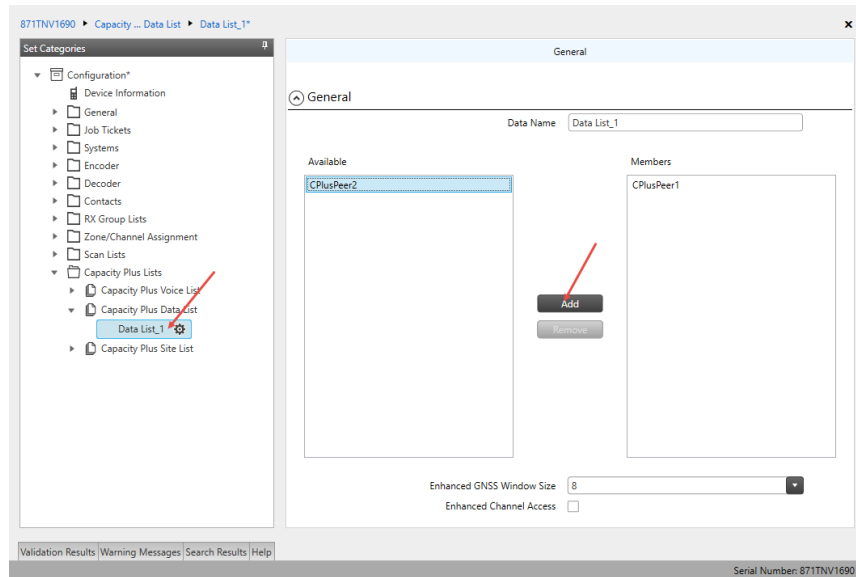 871TNV1690 ▸ Capacity ... Data List ▸ Data List_1*
Set Categories
General
Configuration*
Device Information
General
Job Tickets
Systems
Encoder
Decoder
Contacts
RX Group Lists
Zone/Channel Assignment
Scan Lists
Capacity Plus Lists
Capacity Plus Voice List
Capacity Plus Data List
Data List_1
Capacity Plus Site List
General
Data Name Data List_1
Available Members
CPlusPeer2 CPlusPeer1
Add
Remove
Enhanced GNSS Window Size 8
Enhanced Channel Access
Validation Results Warning Messages Search Results Help
Serial Number: 871TNV1690